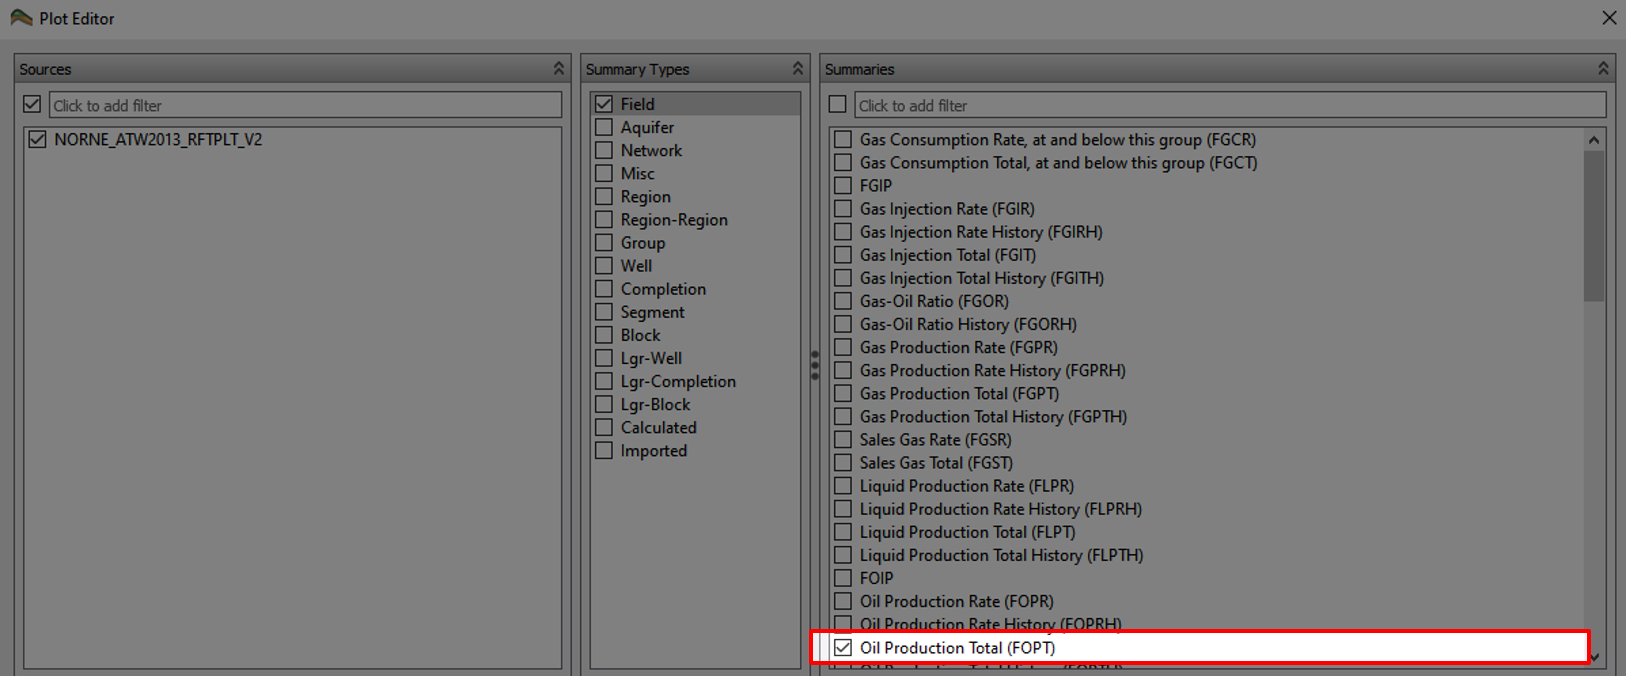 Plot Editor
Sources
Click to add filter
NORNE_ATW2013_RFTPLT_V2
Summary Types
Field
Aquifer
Network
Misc
Region
Region-Region
Group
Well
Completion
Segment
Block
Lgr-Well
Lgr-Completion
Lgr-Block
Calculated
Imported
Summaries
Click to add filter
Gas Consumption Rate, at and below this group (FGCR)
Gas Consumption Total, at and below this group (FGCT)
FGIP
Gas Injection Rate (FGIR)
Gas Injection Rate History (FGIRH)
Gas Injection Total (FGIT)
Gas Injection Total History (FGITH)
Gas-Oil Ratio (FGOR)
Gas-Oil Ratio History (FGORH)
Gas Production Rate (FGPR)
Gas Production Rate History (FGPRH)
Gas Production Total (FGPT)
Gas Production Total History (FGPTH)
Sales Gas Rate (FGSR)
Sales Gas Total (FGST)
Liquid Production Rate (FLPR)
Liquid Production Rate History (FLPRH)
Liquid Production Total (FLPT)
Liquid Production Total History (FLPTH)
FOIP
Oil Production Rate (FOPR)
Oil Production Rate History (FOPRH)
Oil Production Total (FOPT)